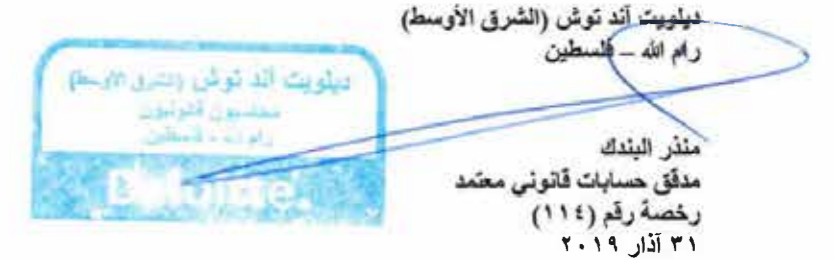 ديلويت آند توش (الشرق الأوسط)
رام الله – فلسطين
ديلويت آند توش (الشرق الأوسط)
محاسبون قانونيون
رام الله - فلسطين
Deloitte.
منذر البندك
مدقق حسابات قانوني معتمد
رخصة رقم (١١٤)
٣١ آذار ٢٠١٩